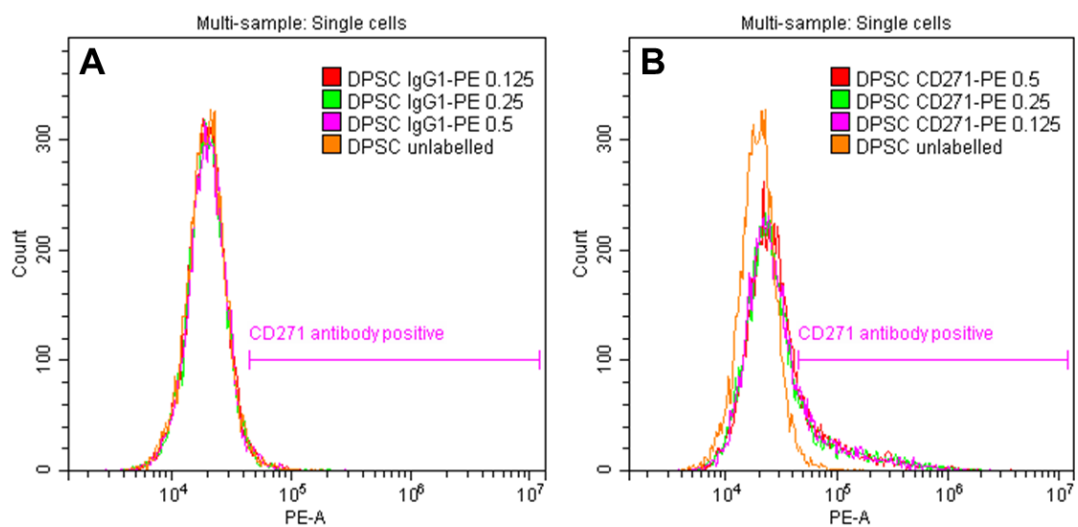 Multi-sample: Single cells
A
DPSC IgG1-PE 0.125
DPSC IgG1-PE 0.25
DPSC IgG1-PE 0.5
DPSC unlabelled
CD271 antibody positive
Count
0
100
200
300
10⁴
10⁵
10⁶
10⁷
PE-A
Multi-sample: Single cells
B
DPSC CD271-PE 0.5
DPSC CD271-PE 0.25
DPSC CD271-PE 0.125
DPSC unlabelled
CD271 antibody positive
Count
0
100
200
300
10⁴
10⁵
10⁶
10⁷
PE-A